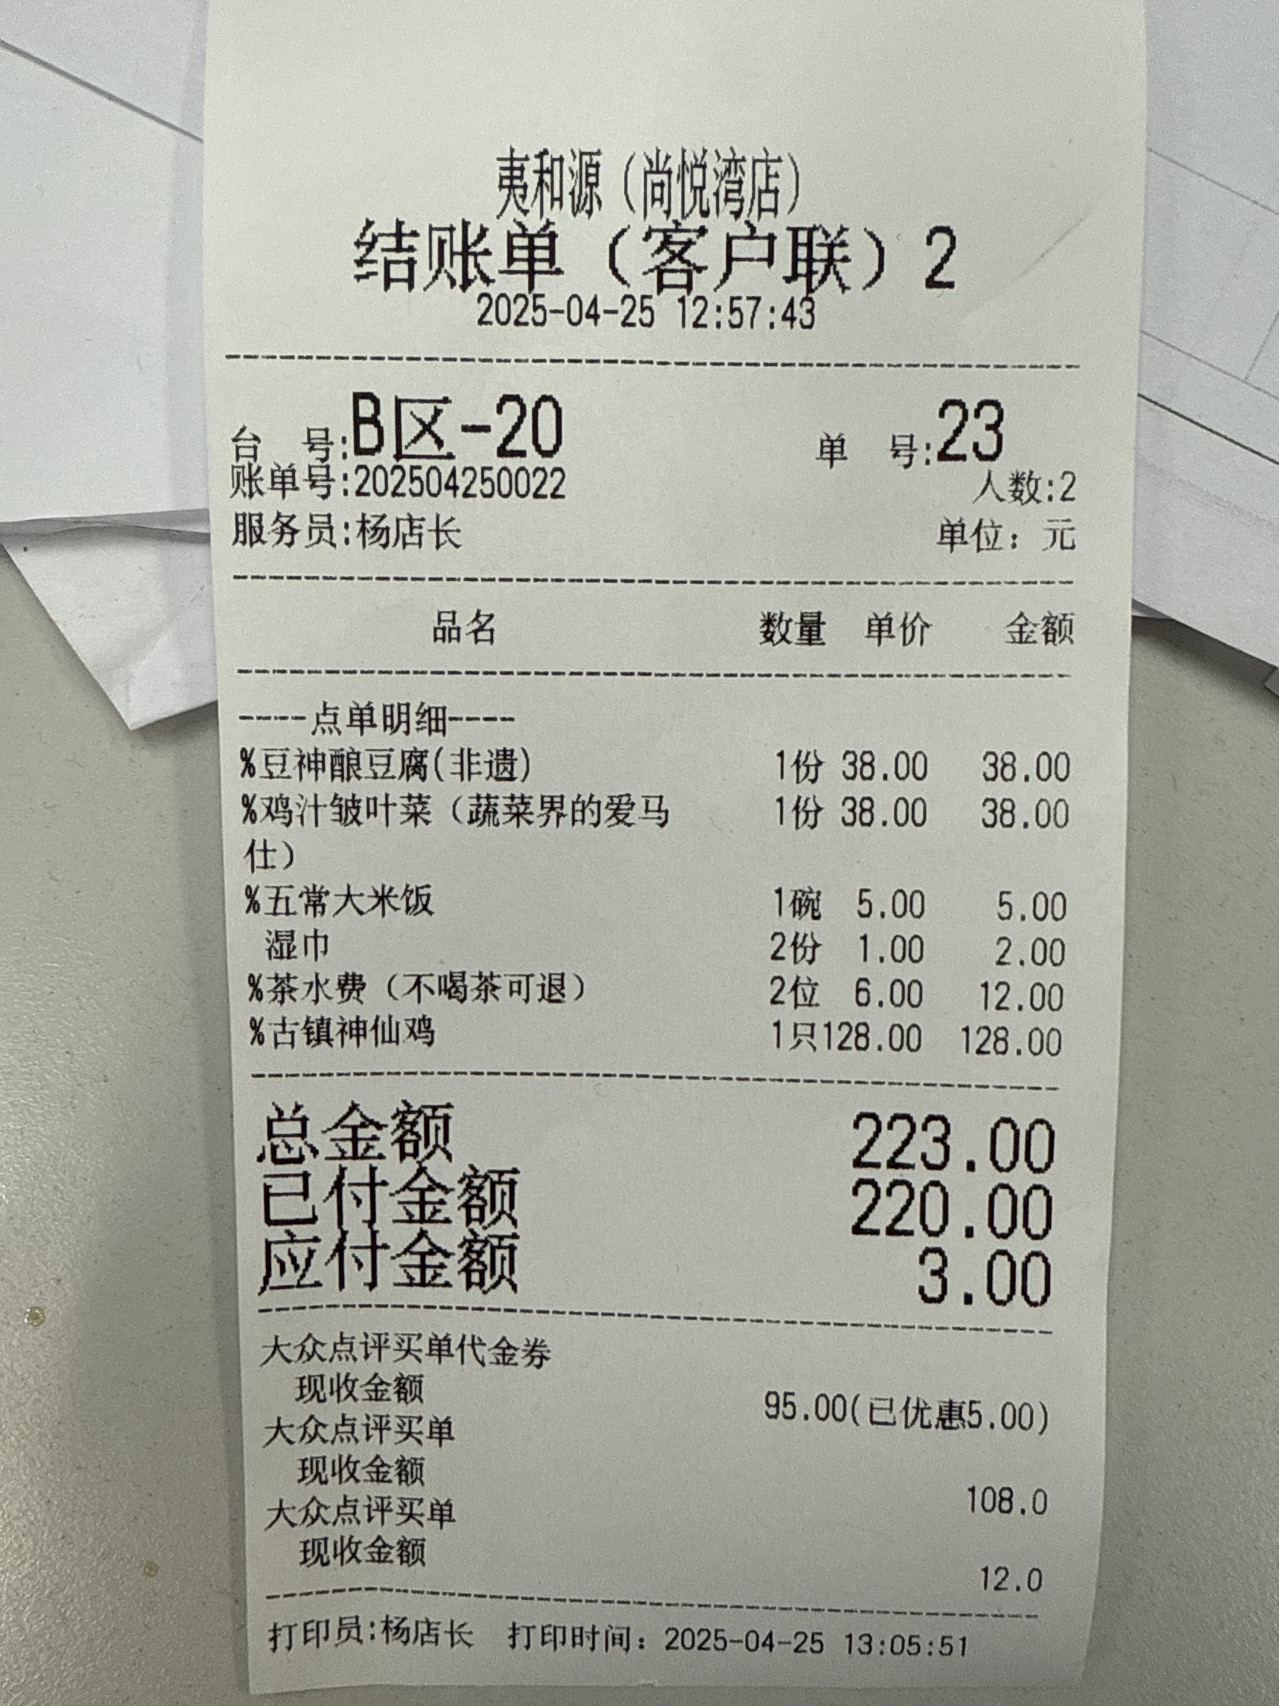 夷和源（尚悦湾店）
结账单（客户联）2
2025-04-25 12:57:43
台 号:B区-20 单 号:23
账单号:202504250022 人数:2
服务员:杨店长 单位：元
品名 数量 单价 金额
----点单明细----
%豆神酿豆腐(非遗) 1份 38.00 38.00
%鸡汁皱叶菜（蔬菜界的爱马 1份 38.00 38.00
仕）
%五常大米饭 1碗 5.00 5.00
湿巾 2份 1.00 2.00
%茶水费（不喝茶可退） 2位 6.00 12.00
%古镇神仙鸡 1只128.00 128.00
总金额 223.00
已付金额 220.00
应付金额 3.00
大众点评买单代金券
现收金额 95.00(已优惠5.00)
大众点评买单
现收金额 108.0
大众点评买单
现收金额 12.0
打印员:杨店长 打印时间：2025-04-25 13:05:51